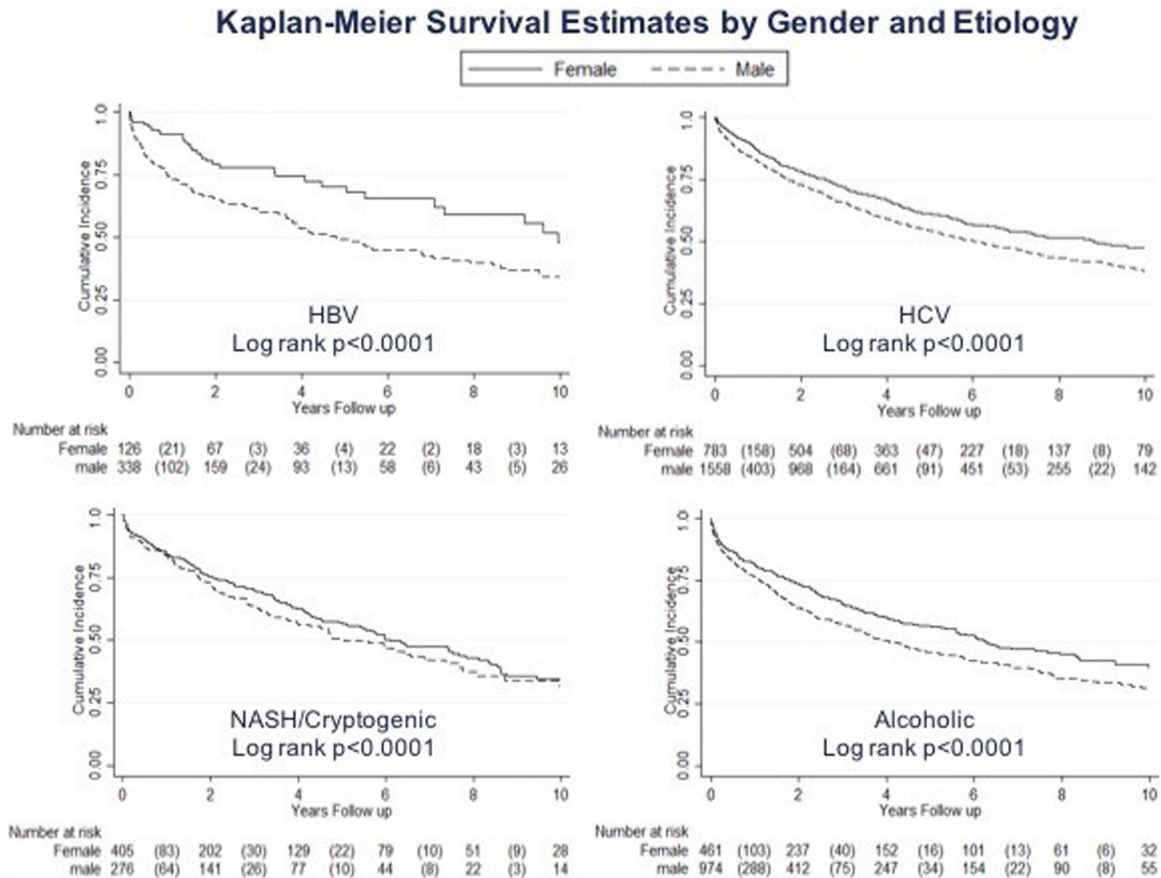 Kaplan-Meier Survival Estimates by Gender and Etiology
Female Male
Cumulative Incidence
1.0
0.75
0.50
0.25
0.00
HBV
Log rank p<0.0001
0 2 4 6 8 10
Years Follow up
Number at risk
Female 126 (21) 67 (3) 36 (4) 22 (2) 18 (3) 13
male 338 (102) 159 (24) 93 (13) 58 (6) 43 (5) 26
Cumulative Incidence
1.0
0.75
0.50
0.25
0.00
HCV
Log rank p<0.0001
0 2 4 6 8 10
Years Follow up
Number at risk
Female 783 (158) 504 (68) 363 (47) 227 (18) 137 (8) 79
male 1558 (403) 968 (164) 661 (91) 451 (53) 255 (22) 142
Cumulative Incidence
1.0
0.75
0.50
0.25
0.00
NASH/Cryptogenic
Log rank p<0.0001
0 2 4 6 8 10
Years Follow up
Number at risk
Female 405 (83) 202 (30) 129 (22) 79 (10) 51 (9) 28
male 276 (64) 141 (26) 77 (10) 44 (8) 22 (3) 14
Cumulative Incidence
1.0
0.75
0.50
0.25
0.00
Alcoholic
Log rank p<0.0001
0 2 4 6 8 10
Years Follow up
Number at risk
Female 461 (103) 237 (40) 152 (16) 101 (13) 61 (6) 32
male 974 (288) 412 (75) 247 (34) 154 (22) 90 (8) 55